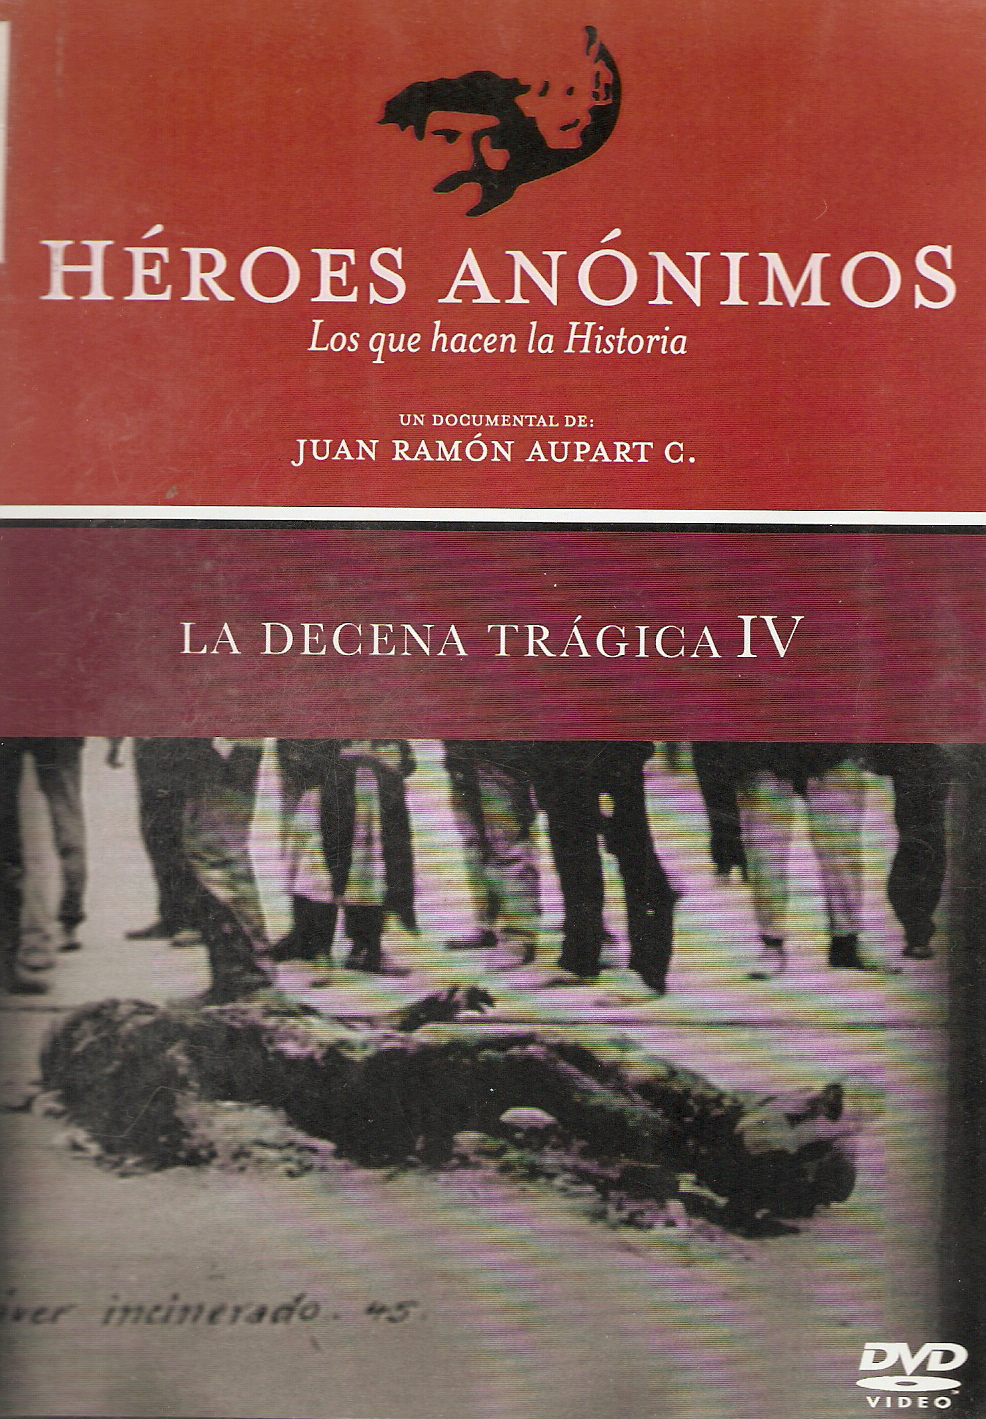 HÉROES ANÓNIMOS
Los que hacen la Historia
UN DOCUMENTAL DE:
JUAN RAMÓN AUPART C.
LA DECENA TRÁGICA IV
incinerado. 45.
DVD
VIDEO